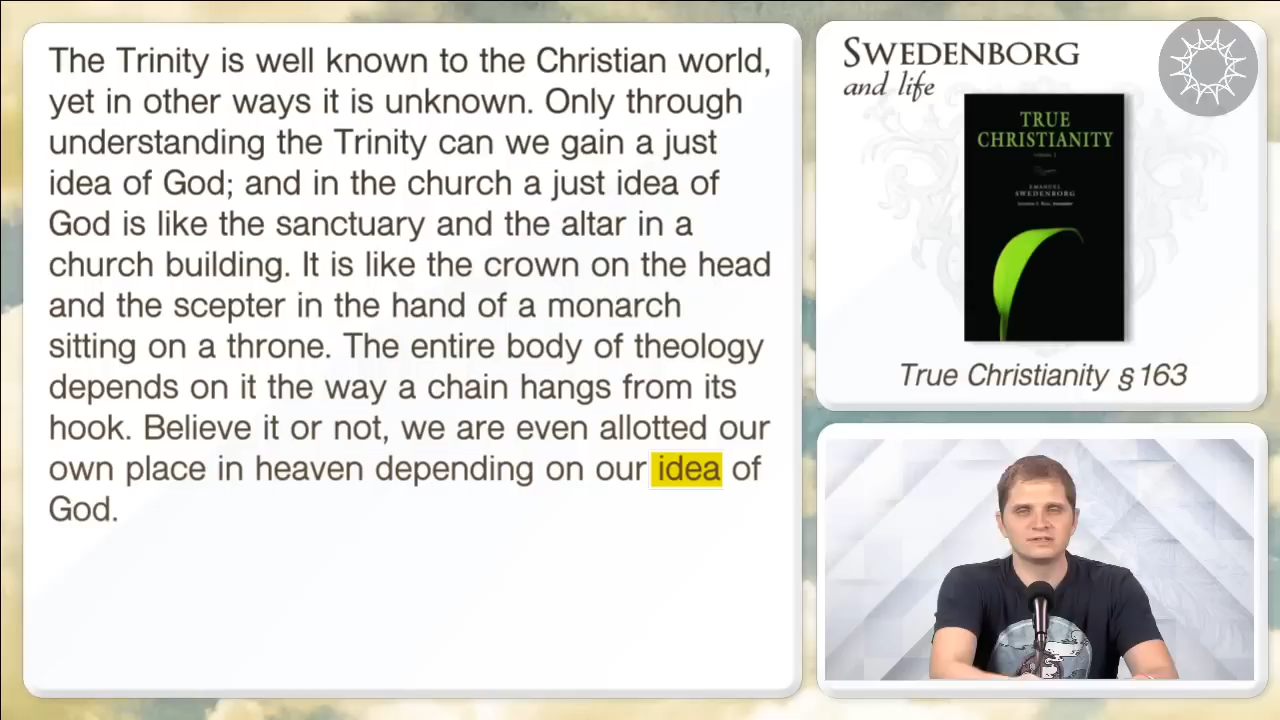 The Trinity is well known to the Christian world,
yet in other ways it is unknown. Only through
understanding the Trinity can we gain a just
idea of God; and in the church a just idea of
God is like the sanctuary and the altar in a
church building. It is like the crown on the head
and the scepter in the hand of a monarch
sitting on a throne. The entire body of theology
depends on it the way a chain hangs from its
hook. Believe it or not, we are even allotted our
own place in heaven depending on our idea of
God.
SWEDENBORG
and life
TRUE
CHRISTIANITY
EMANUEL
SWEDENBORG
True Christianity § 163